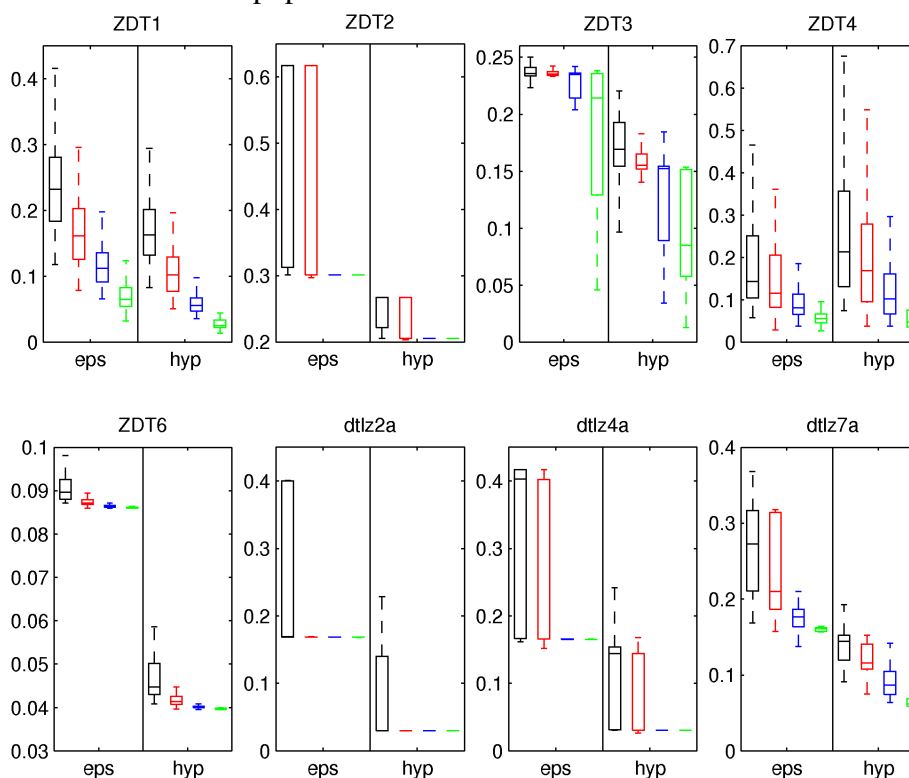 ZDT1 ZDT2 ZDT3 ZDT4
0.4 0.6 0.25 0.7
0.3 0.5 0.2 0.6
0.2 0.4 0.15 0.5
0.1 0.3 0.1 0.4
0 0.2 0.05 0.3
0 0.2
0.1
0
eps hyp eps hyp eps hyp eps hyp
ZDT6 dtlz2a dtlz4a dtlz7a
0.1 0.4 0.4 0.4
0.09 0.3 0.3 0.3
0.08 0.2 0.2 0.2
0.07 0.1 0.1 0.1
0.06 0 0 0
0.05
0.04
0.03
eps hyp eps hyp eps hyp eps hyp